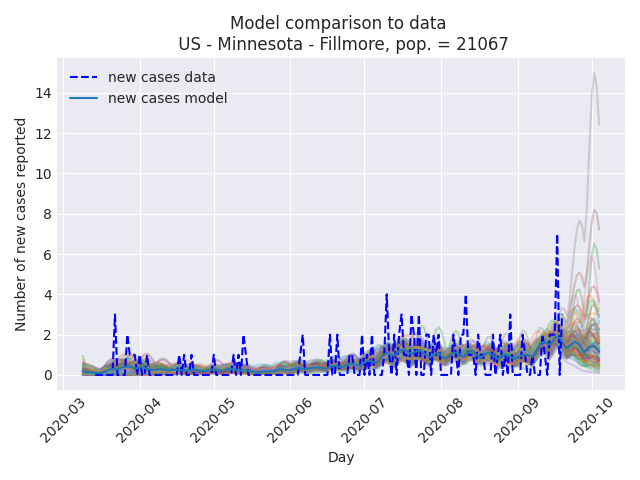 Model comparison to data
US - Minnesota - Fillmore, pop. = 21067
new cases data
new cases model
Number of new cases reported
14
12
10
8
6
4
2
0
2020-03
2020-04
2020-05
2020-06
2020-07
2020-08
2020-09
2020-10
Day